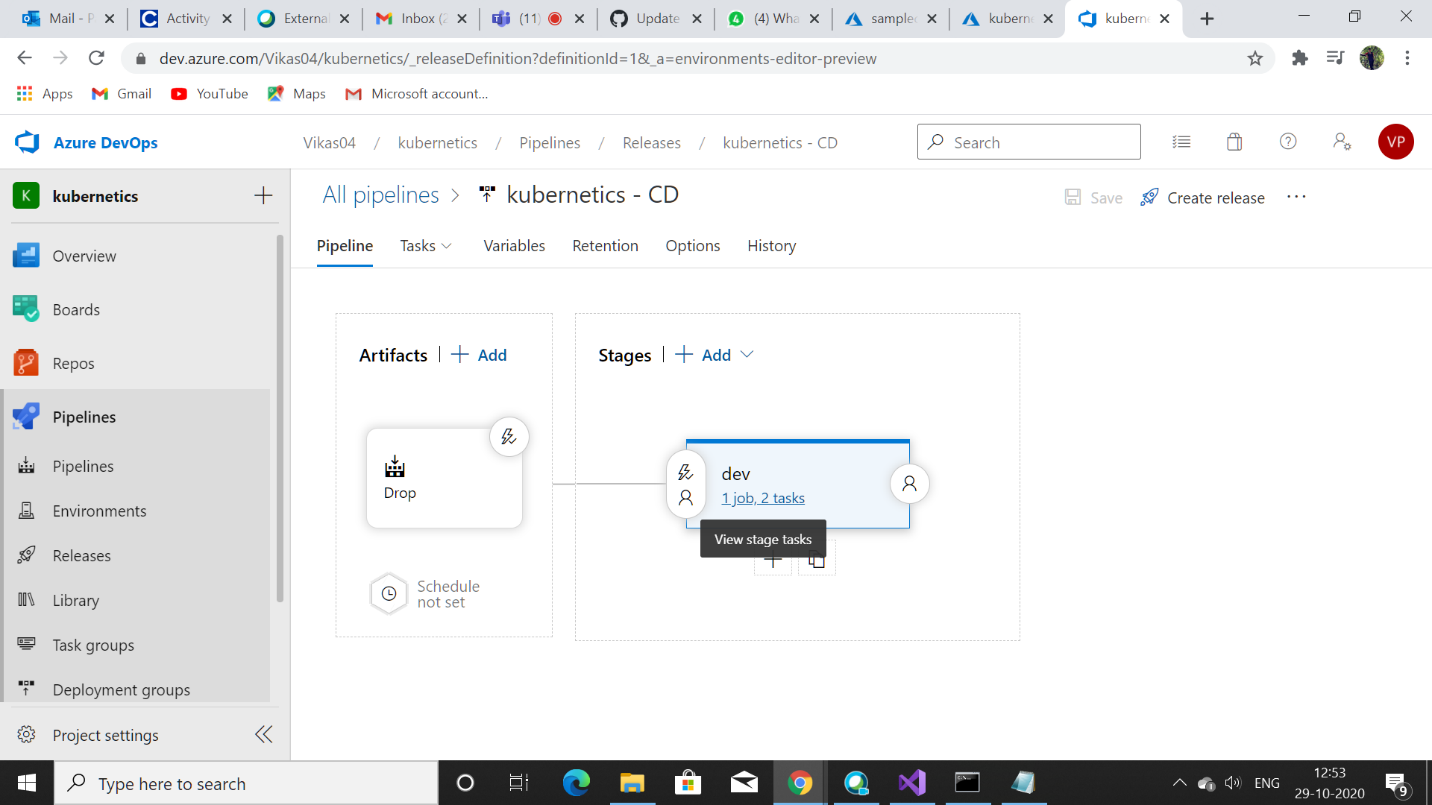 Mail - P
Activity
External
Inbox (2
(11)
Update
(4) Wha
sample
kuberne
kuberne
dev.azure.com/Vikas04/kubernetics/_releaseDefinition?definitionId=1&_a=environments-editor-preview
Apps
Gmail
YouTube
Maps
Microsoft account...
Azure DevOps
Vikas04 / kubernetics / Pipelines / Releases / kubernetics - CD
Search
VP
K
kubernetics
All pipelines > kubernetics - CD
Save
Create release
...
Pipeline
Tasks
Variables
Retention
Options
History
Overview
Boards
Repos
Pipelines
Pipelines
Environments
Releases
Library
Task groups
Deployment groups
Project settings
Artifacts | + Add
Stages | + Add
Drop
Schedule
not set
dev
1 job, 2 tasks
View stage tasks
Type here to search
ENG
12:53
29-10-2020
9